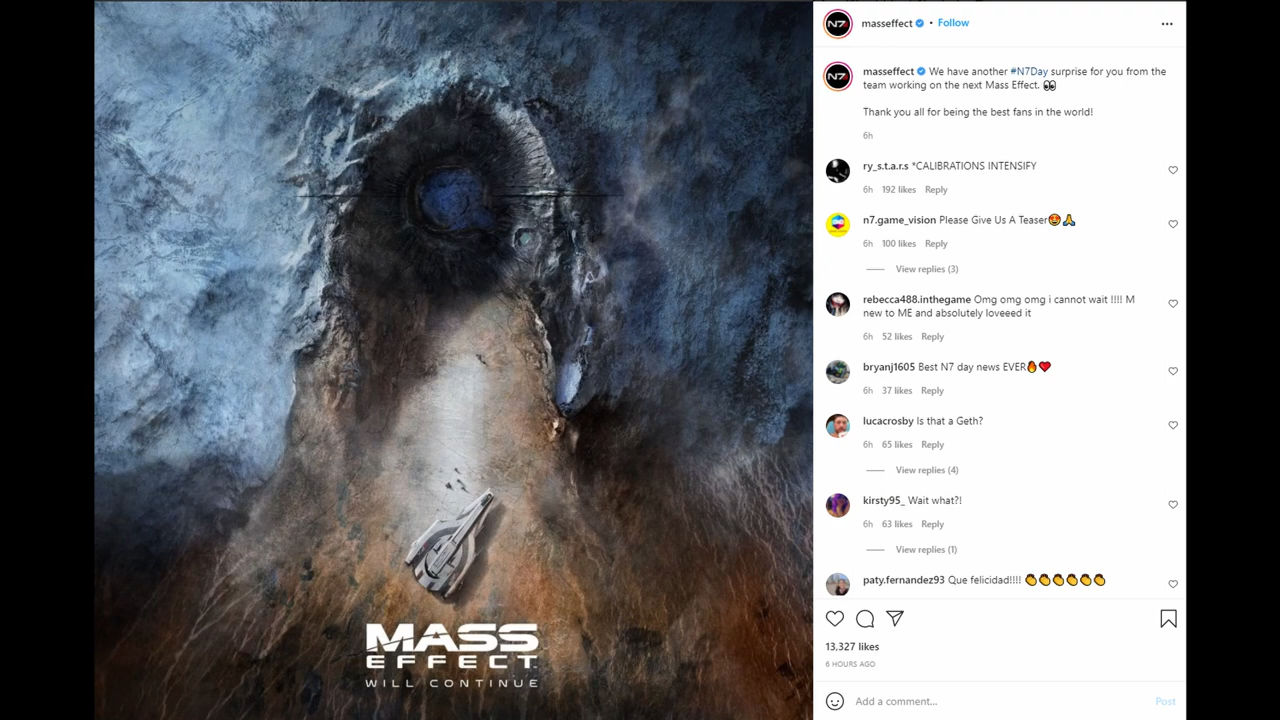 MASS
EFFECT
WILL CONTINUE
N7
masseffect • Follow
N7
masseffect We have another #N7Day surprise for you from the
team working on the next Mass Effect. 👀
Thank you all for being the best fans in the world!
6h
ry_s.t.a.r.s *CALIBRATIONS INTENSIFY
6h 192 likes Reply
n7.game_vision Please Give Us A Teaser😍🙏
6h 100 likes Reply
View replies (3)
rebecca488.inthegame Omg omg omg i cannot wait !!!! M
new to ME and absolutely loveeed it
6h 52 likes Reply
bryanj1605 Best N7 day news EVER🔥❤️
6h 37 likes Reply
lucacrosby Is that a Geth?
6h 65 likes Reply
View replies (4)
kirsty95_ Wait what?!
6h 63 likes Reply
View replies (1)
paty.fernandez93 Que felicidad!!!! 👏👏👏👏👏👏
13,327 likes
6 HOURS AGO
Add a comment... Post